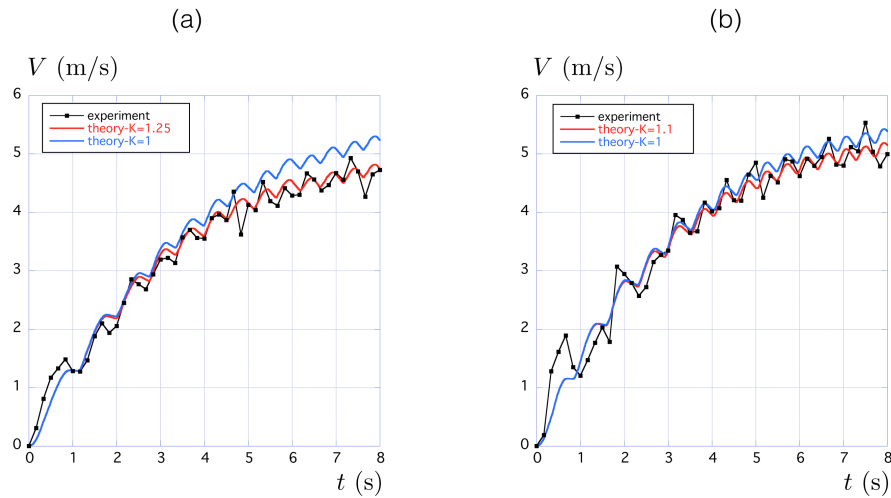 (a)
V (m/s)
6
5
4
3
2
1
0
experiment
theory-K=1.25
theory-K=1
0 1 2 3 4 5 6 7 8
t (s)
(b)
V (m/s)
6
5
4
3
2
1
0
experiment
theory-K=1.1
theory-K=1
0 1 2 3 4 5 6 7 8
t (s)